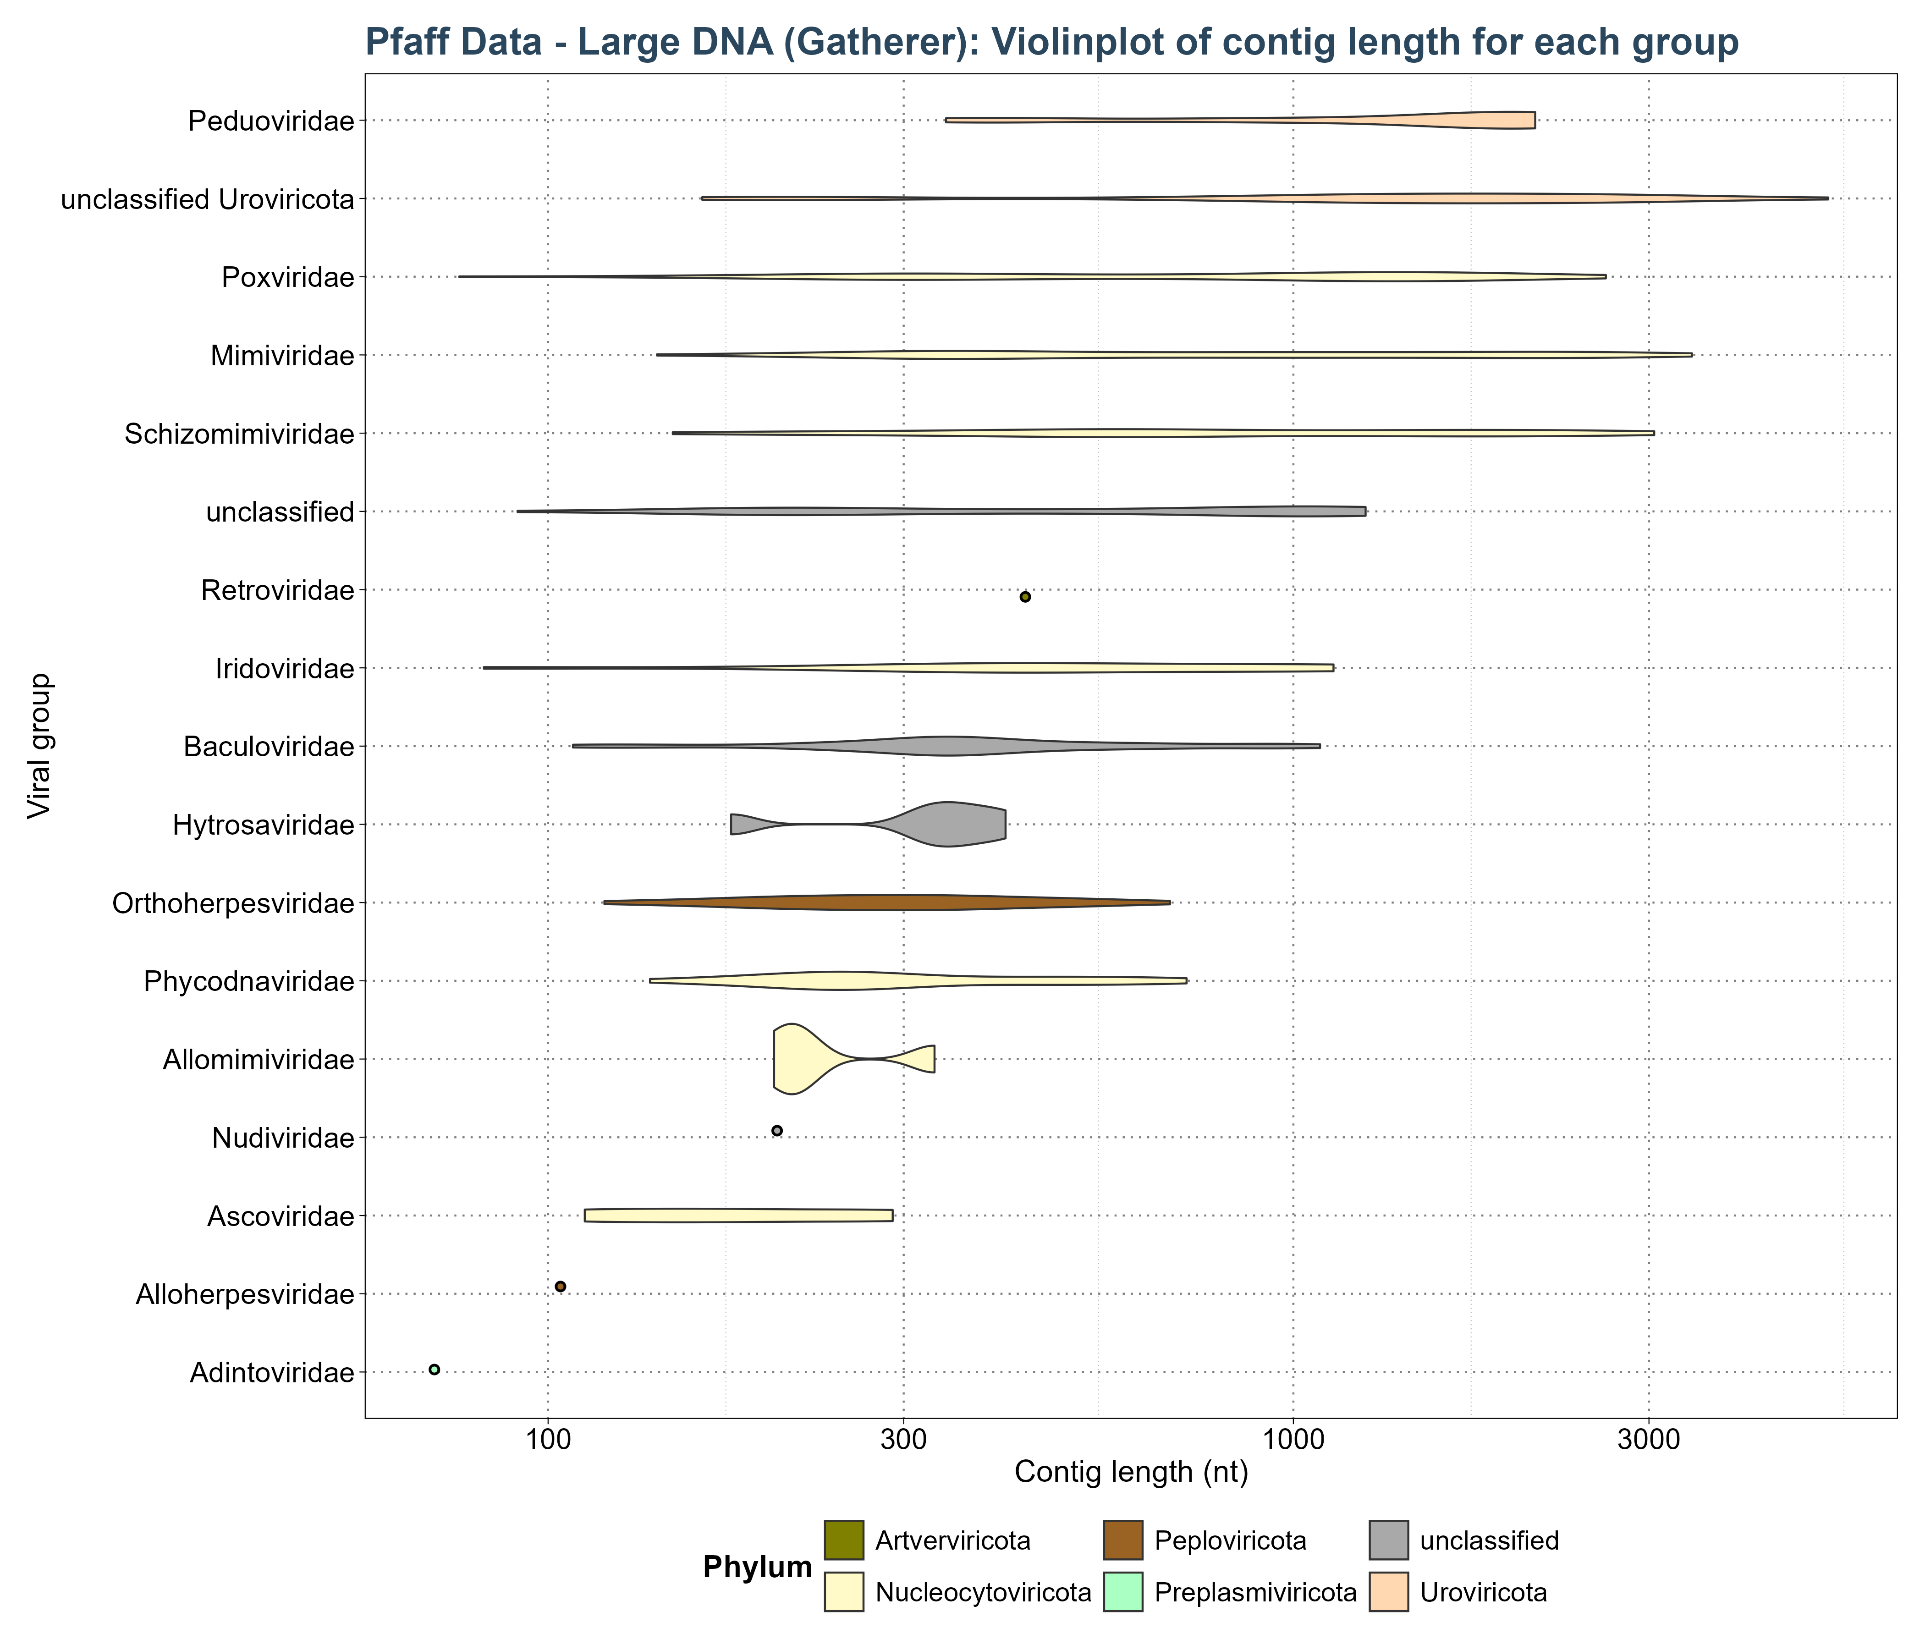 Pfaff Data - Large DNA (Gatherer): Violinplot of contig length for each group
Viral group
Peduoviridae
unclassified Uroviricota
Poxviridae
Mimiviridae
Schizomimiviridae
unclassified
Retroviridae
Iridoviridae
Baculoviridae
Hytrosaviridae
Orthoherpesviridae
Phycodnaviridae
Allomimiviridae
Nudiviridae
Ascoviridae
Alloherpesviridae
Adintoviridae
100 300 1000 3000
Contig length (nt)
Phylum
Artverviricota Peploviricota unclassified
Nucleocytoviricota Preplasmiviricota Uroviricota